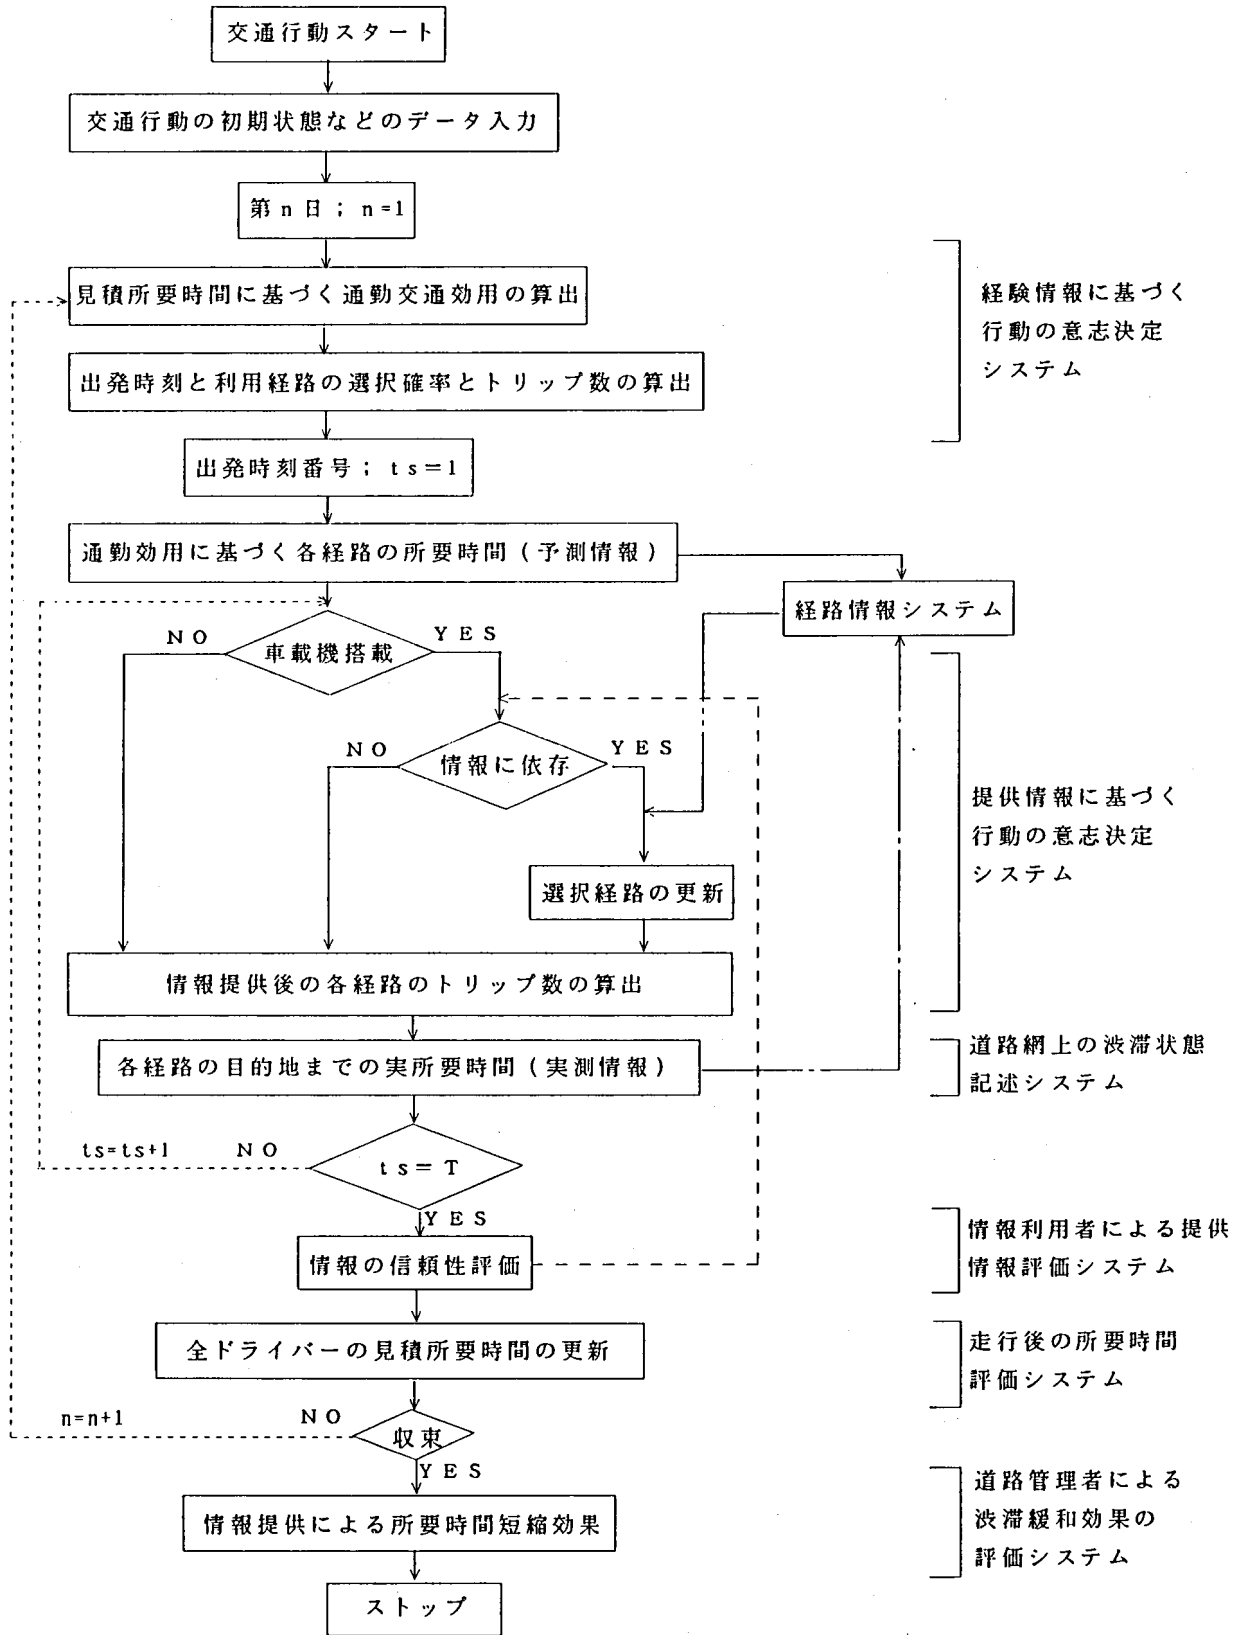 交通行動スタート
交通行動の初期状態などのデータ入力
第n日；n=1
見積所要時間に基づく通勤交通効用の算出
出発時刻と利用経路の選択確率とトリップ数の算出
出発時刻番号；ts=1
通勤効用に基づく各経路の所要時間（予測情報）
経路情報システム
NO
YES
車載機搭載
NO
YES
情報に依存
選択経路の更新
情報提供後の各経路のトリップ数の算出
各経路の目的地までの実所要時間（実測情報）
ts=ts+1
NO
ts=T
YES
情報の信頼性評価
全ドライバーの見積所要時間の更新
n=n+1
NO
収束
YES
情報提供による所要時間短縮効果
ストップ
経験情報に基づく
行動の意志決定
システム
提供情報に基づく
行動の意志決定
システム
道路網上の渋滞状態
記述システム
情報利用者による提供
情報評価システム
走行後の所要時間
評価システム
道路管理者による
渋滞緩和効果の
評価システム